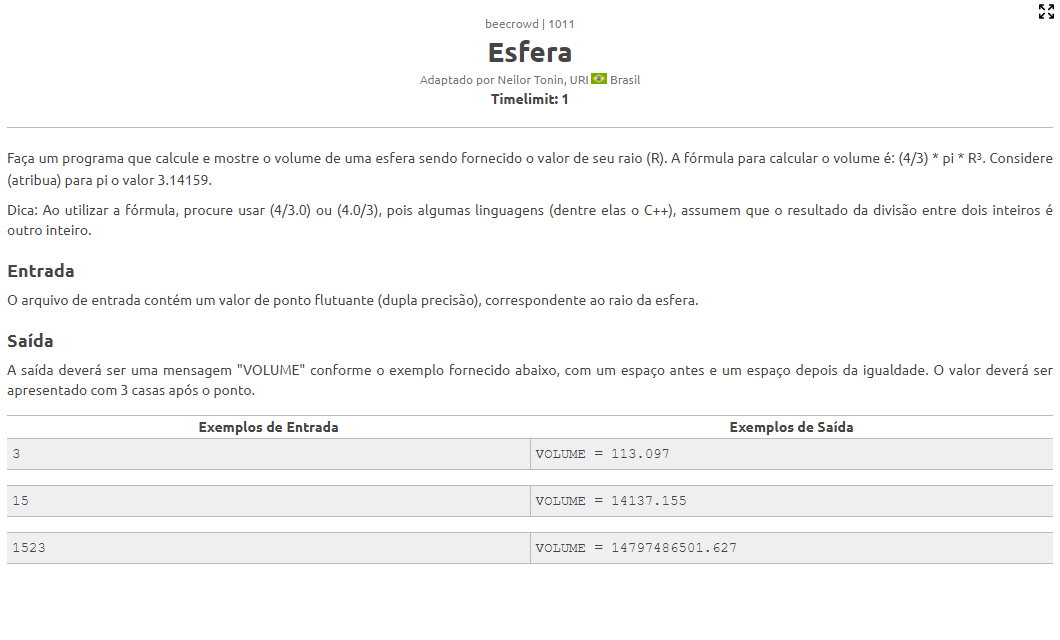 beecrowd | 1011
Esfera
Adaptado por Neilor Tonin, URI Brasil
Timelimit: 1
Faça um programa que calcule e mostre o volume de uma esfera sendo fornecido o valor de seu raio (R). A fórmula para calcular o volume é: (4/3) * pi * R³. Considere
(atribua) para pi o valor 3.14159.
Dica: Ao utilizar a fórmula, procure usar (4/3.0) ou (4.0/3), pois algumas linguagens (dentre elas o C++), assumem que o resultado da divisão entre dois inteiros é
outro inteiro.
Entrada
O arquivo de entrada contém um valor de ponto flutuante (dupla precisão), correspondente ao raio da esfera.
Saída
A saída deverá ser uma mensagem "VOLUME" conforme o exemplo fornecido abaixo, com um espaço antes e um espaço depois da igualdade. O valor deverá ser
apresentado com 3 casas após o ponto.
Exemplos de Entrada Exemplos de Saída
3 VOLUME = 113.097
15 VOLUME = 14137.155
1523 VOLUME = 14797486501.627